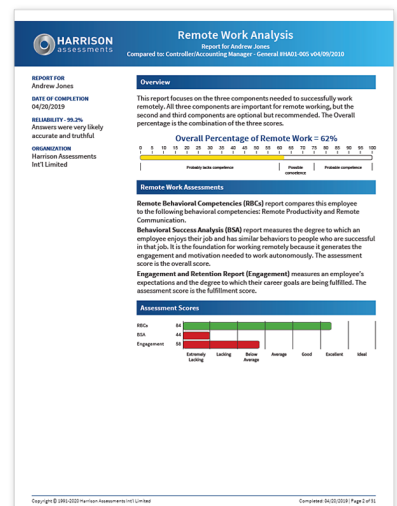 HARRISON
assessments
Remote Work Analysis
Report for Andrew Jones
Compared to: Controller/Accounting Manager - General #HA01-005 v04/09/2010
REPORT FOR
Andrew Jones
DATE OF COMPLETION
04/20/2019
RELIABILITY - 99.2%
Answers were very likely
accurate and truthful
ORGANIZATION
Harrison Assessments
Int'l Limited
Overview
This report focuses on the three components needed to successfully work
remotely. All three components are important for remote working, but the
second and third components are optional but recommended. The Overall
percentage is the combination of the three scores.
Overall Percentage of Remote Work = 62%
0 5 10 15 20 25 30 35 40 45 50 55 60 65 70 75 80 85 90 95 100
Probably lacks competence Possible Probable competence
competence
Remote Work Assessments
Remote Behavioral Competencies (RBCs) report compares this employee
to the following behavioral competencies: Remote Productivity and Remote
Communication.
Behavioral Success Analysis (BSA) report measures the degree to which an
employee enjoys their job and has similar behaviors to people who are successful
in that job. It is the foundation for remote working because it generates the
engagement and motivation needed to work autonomously. The assessment
score is the overall score.
Engagement and Retention Report (Engagement) measures an employee's
expectations and the degree to which their career goals are being fulfilled. The
assessment score is the fulfillment score.
Assessment Scores
RBCs 84
BSA 44
Engagement 58
Extremely Lacking Below Average Good Excellent Ideal
Lacking Average
Copyright © 1991-2020 Harrison Assessments Int'l Limited Completed: 04/20/2019 | Page 2 of 31